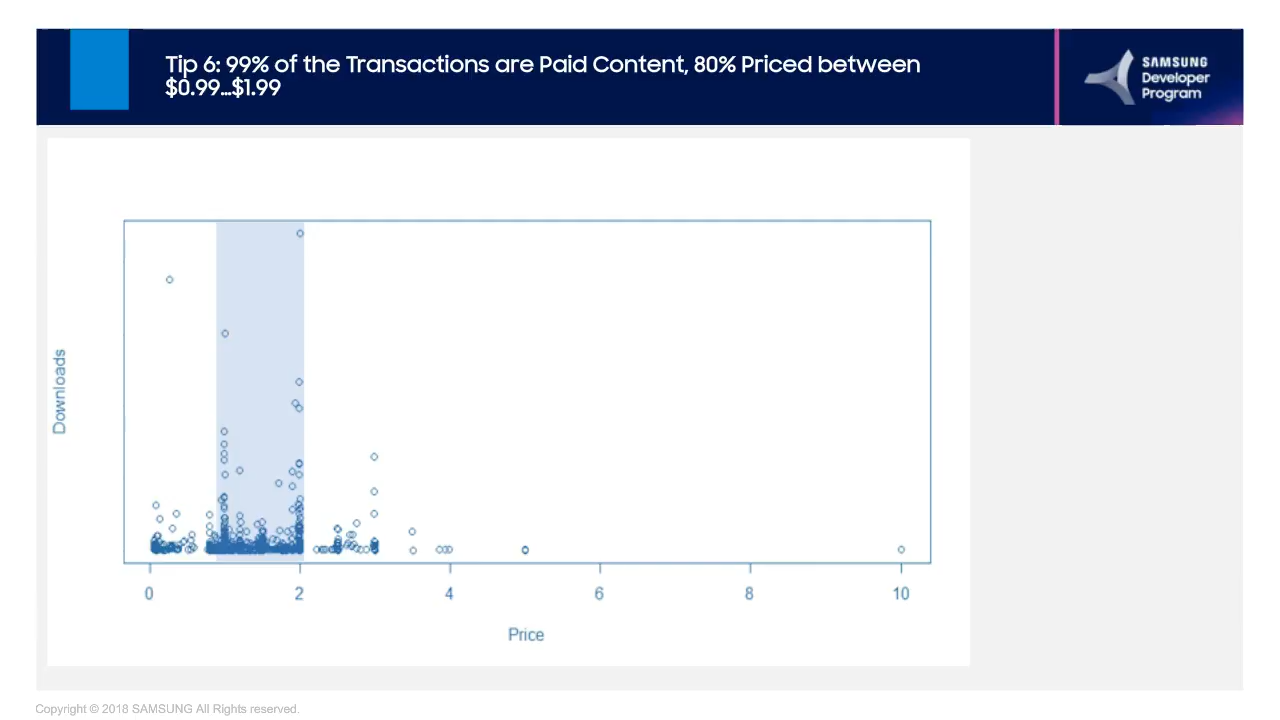 Tip 6: 99% of the Transactions are Paid Content, 80% Priced between
$0.99...$1.99
SAMSUNG
Developer
Program
Downloads
0 2 4 6 8 10
Price
Copyright © 2018 SAMSUNG All Rights reserved.